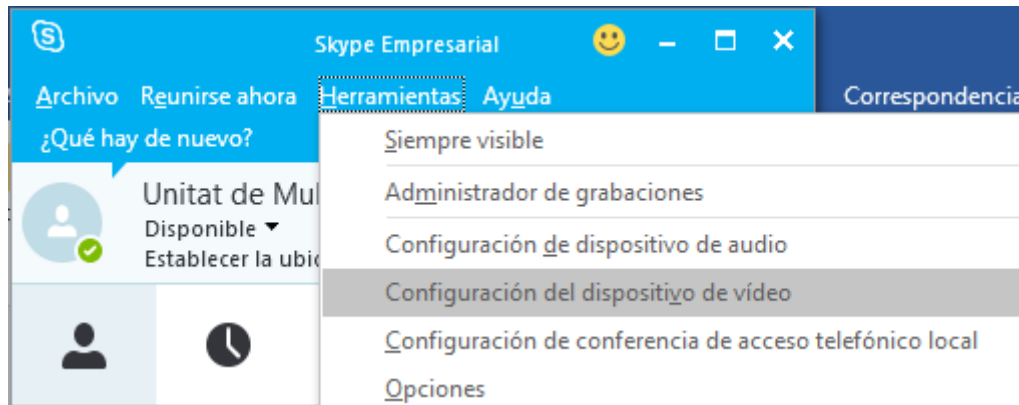 Skype Empresarial
Archivo Reunirse ahora Herramientas Ayuda
Correspondencia
¿Qué hay de nuevo?
Siempre visible
Unitat de Mul
Administrador de grabaciones
Disponible
Establecer la ubic
Configuración de dispositivo de audio
Configuración del dispositivo de vídeo
Configuración de conferencia de acceso telefónico local
Opciones